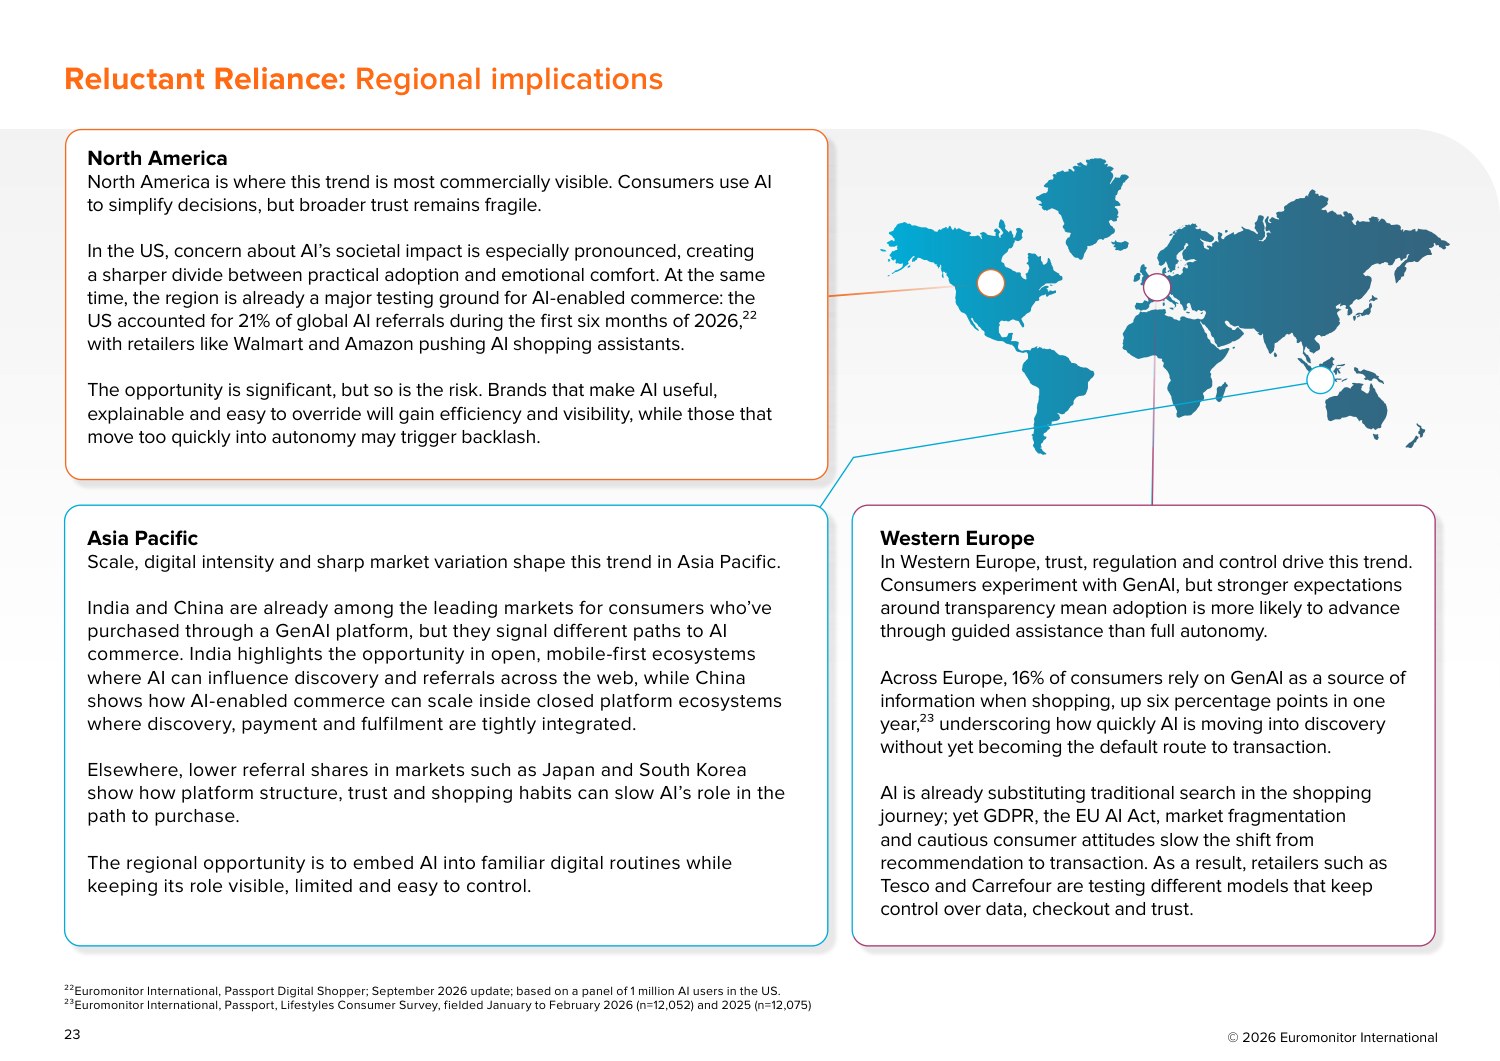 Reluctant Reliance: Regional implications
North America
North America is where this trend is most commercially visible. Consumers use AI
to simplify decisions, but broader trust remains fragile.
In the US, concern about AI’s societal impact is especially pronounced, creating
a sharper divide between practical adoption and emotional comfort. At the same
time, the region is already a major testing ground for AI-enabled commerce: the
US accounted for 21% of global AI referrals during the first six months of 2026,²²
with retailers like Walmart and Amazon pushing AI shopping assistants.
The opportunity is significant, but so is the risk. Brands that make AI useful,
explainable and easy to override will gain efficiency and visibility, while those that
move too quickly into autonomy may trigger backlash.
Asia Pacific
Scale, digital intensity and sharp market variation shape this trend in Asia Pacific.
India and China are already among the leading markets for consumers who’ve
purchased through a GenAI platform, but they signal different paths to AI
commerce. India highlights the opportunity in open, mobile-first ecosystems
where AI can influence discovery and referrals across the web, while China
shows how AI-enabled commerce can scale inside closed platform ecosystems
where discovery, payment and fulfilment are tightly integrated.
Elsewhere, lower referral shares in markets such as Japan and South Korea
show how platform structure, trust and shopping habits can slow AI’s role in the
path to purchase.
The regional opportunity is to embed AI into familiar digital routines while
keeping its role visible, limited and easy to control.
Western Europe
In Western Europe, trust, regulation and control drive this trend.
Consumers experiment with GenAI, but stronger expectations
around transparency mean adoption is more likely to advance
through guided assistance than full autonomy.
Across Europe, 16% of consumers rely on GenAI as a source of
information when shopping, up six percentage points in one
year,²³ underscoring how quickly AI is moving into discovery
without yet becoming the default route to transaction.
AI is already substituting traditional search in the shopping
journey; yet GDPR, the EU AI Act, market fragmentation
and cautious consumer attitudes slow the shift from
recommendation to transaction. As a result, retailers such as
Tesco and Carrefour are testing different models that keep
control over data, checkout and trust.
²²Euromonitor International, Passport Digital Shopper; September 2026 update; based on a panel of 1 million AI users in the US.
²³Euromonitor International, Passport, Lifestyles Consumer Survey, fielded January to February 2026 (n=12,052) and 2025 (n=12,075)
23
© 2026 Euromonitor International